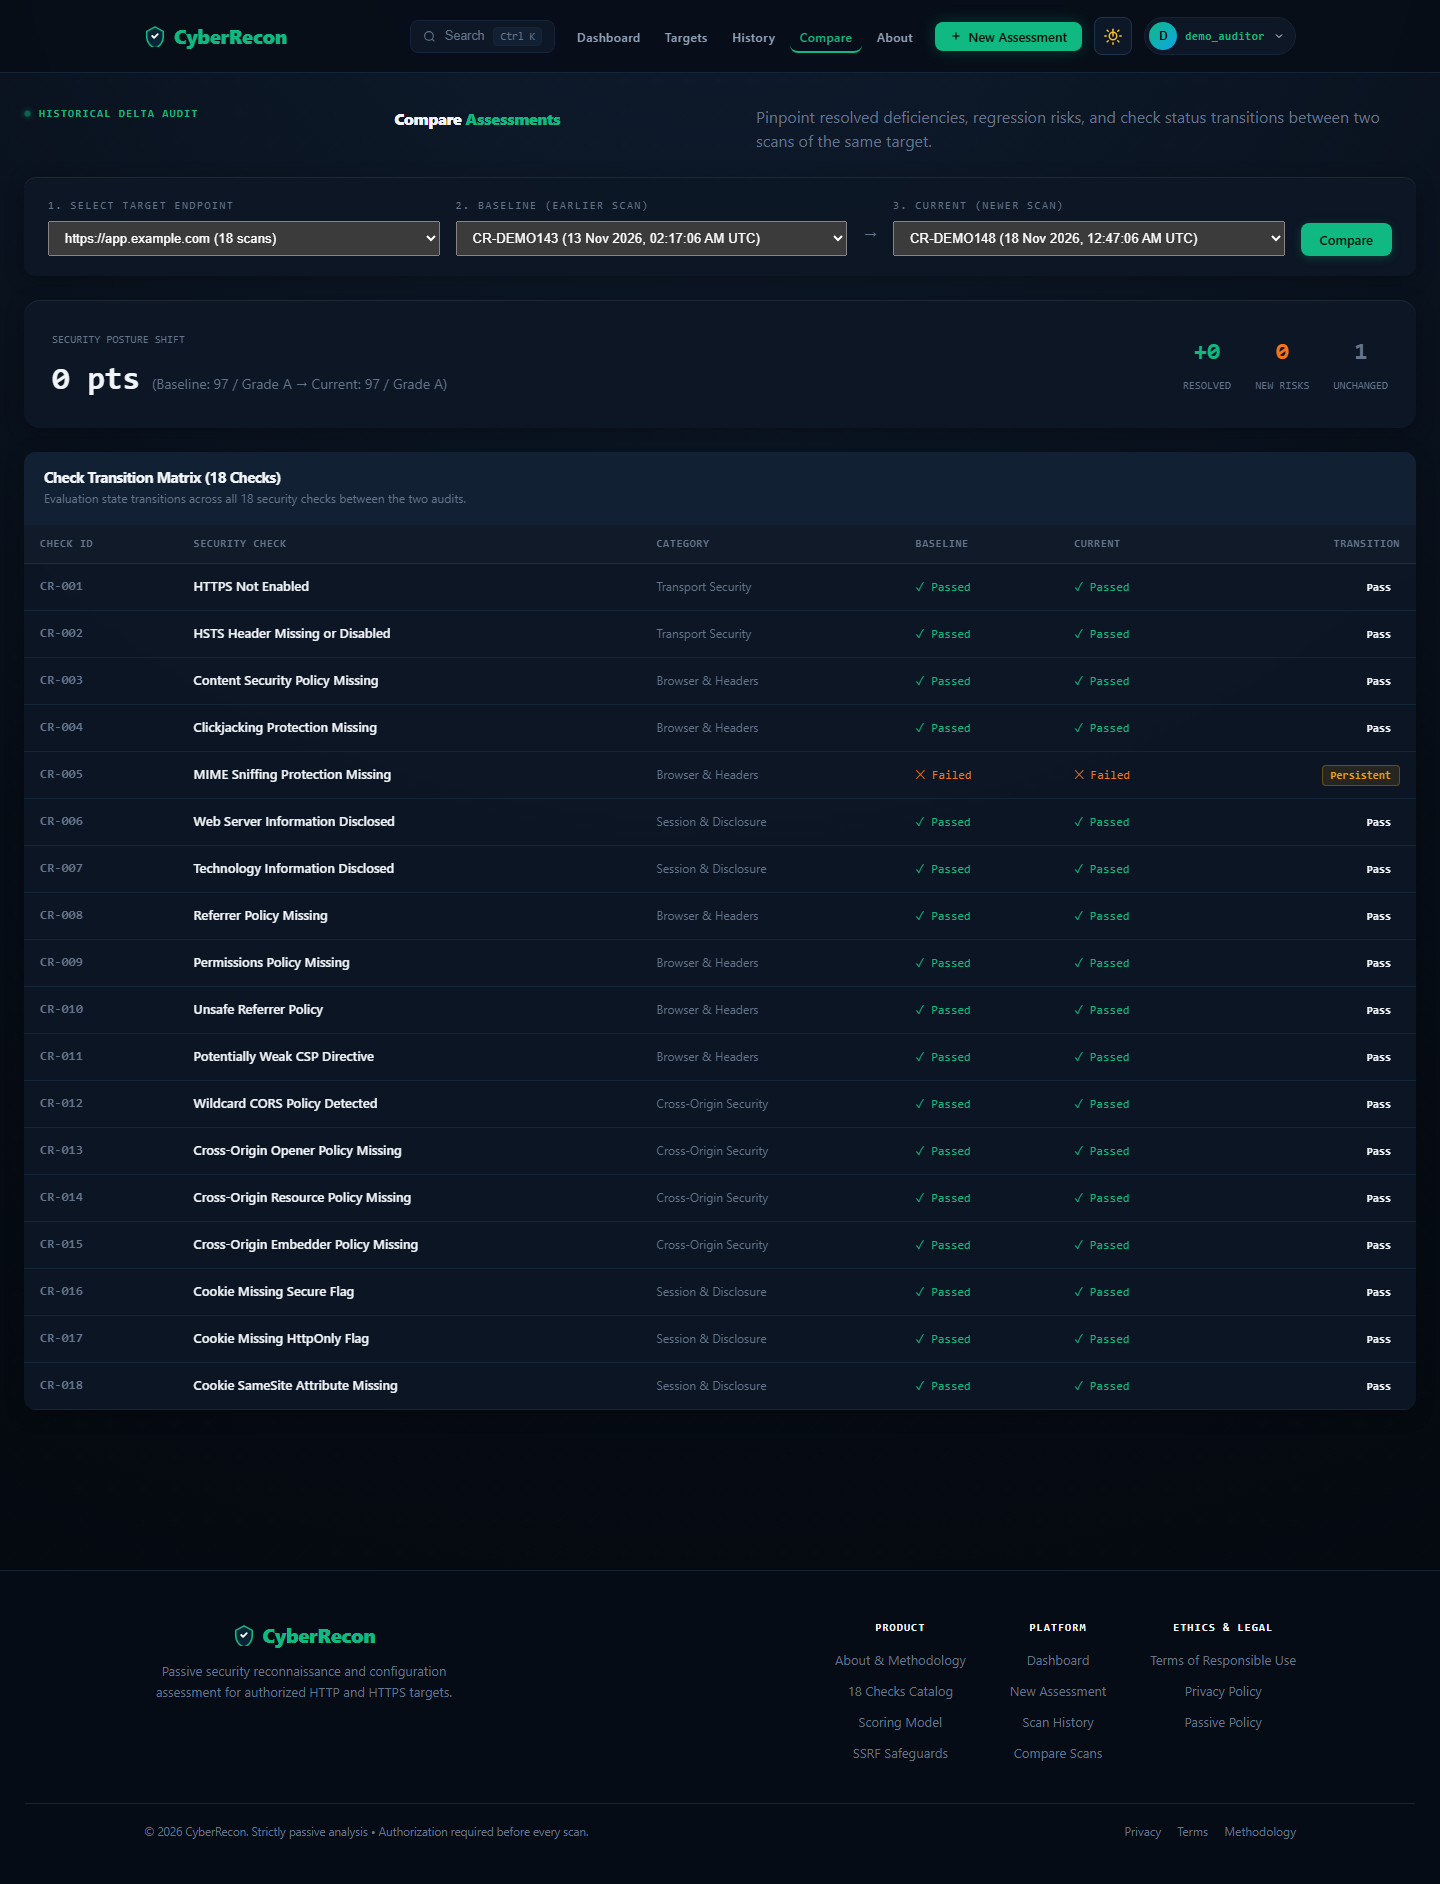 CyberRecon
Search Ctrl K
Dashboard
Targets
History
Compare
About
+ New Assessment
D demo_auditor
HISTORICAL DELTA AUDIT
Compare Assessments
Pinpoint resolved deficiencies, regression risks, and check status transitions between two
scans of the same target.
1. SELECT TARGET ENDPOINT
https://app.example.com (18 scans)
2. BASELINE (EARLIER SCAN)
CR-DEMO143 (13 Nov 2026, 02:17:06 AM UTC)
→
3. CURRENT (NEWER SCAN)
CR-DEMO148 (18 Nov 2026, 12:47:06 AM UTC)
Compare
SECURITY POSTURE SHIFT
0 pts (Baseline: 97 / Grade A → Current: 97 / Grade A)
+0
RESOLVED
0
NEW RISKS
1
UNCHANGED
Check Transition Matrix (18 Checks)
Evaluation state transitions across all 18 security checks between the two audits.
CHECK ID SECURITY CHECK CATEGORY BASELINE CURRENT TRANSITION
CR-001 HTTPS Not Enabled Transport Security ✓ Passed ✓ Passed Pass
CR-002 HSTS Header Missing or Disabled Transport Security ✓ Passed ✓ Passed Pass
CR-003 Content Security Policy Missing Browser & Headers ✓ Passed ✓ Passed Pass
CR-004 Clickjacking Protection Missing Browser & Headers ✓ Passed ✓ Passed Pass
CR-005 MIME Sniffing Protection Missing Browser & Headers ✕ Failed ✕ Failed Persistent
CR-006 Web Server Information Disclosed Session & Disclosure ✓ Passed ✓ Passed Pass
CR-007 Technology Information Disclosed Session & Disclosure ✓ Passed ✓ Passed Pass
CR-008 Referrer Policy Missing Browser & Headers ✓ Passed ✓ Passed Pass
CR-009 Permissions Policy Missing Browser & Headers ✓ Passed ✓ Passed Pass
CR-010 Unsafe Referrer Policy Browser & Headers ✓ Passed ✓ Passed Pass
CR-011 Potentially Weak CSP Directive Browser & Headers ✓ Passed ✓ Passed Pass
CR-012 Wildcard CORS Policy Detected Cross-Origin Security ✓ Passed ✓ Passed Pass
CR-013 Cross-Origin Opener Policy Missing Cross-Origin Security ✓ Passed ✓ Passed Pass
CR-014 Cross-Origin Resource Policy Missing Cross-Origin Security ✓ Passed ✓ Passed Pass
CR-015 Cross-Origin Embedder Policy Missing Cross-Origin Security ✓ Passed ✓ Passed Pass
CR-016 Cookie Missing Secure Flag Session & Disclosure ✓ Passed ✓ Passed Pass
CR-017 Cookie Missing HttpOnly Flag Session & Disclosure ✓ Passed ✓ Passed Pass
CR-018 Cookie SameSite Attribute Missing Session & Disclosure ✓ Passed ✓ Passed Pass
CyberRecon
Passive security reconnaissance and configuration
assessment for authorized HTTP and HTTPS targets.
PRODUCT
About & Methodology
18 Checks Catalog
Scoring Model
SSRF Safeguards
PLATFORM
Dashboard
New Assessment
Scan History
Compare Scans
ETHICS & LEGAL
Terms of Responsible Use
Privacy Policy
Passive Policy
© 2026 CyberRecon. Strictly passive analysis • Authorization required before every scan.
Privacy Terms Methodology